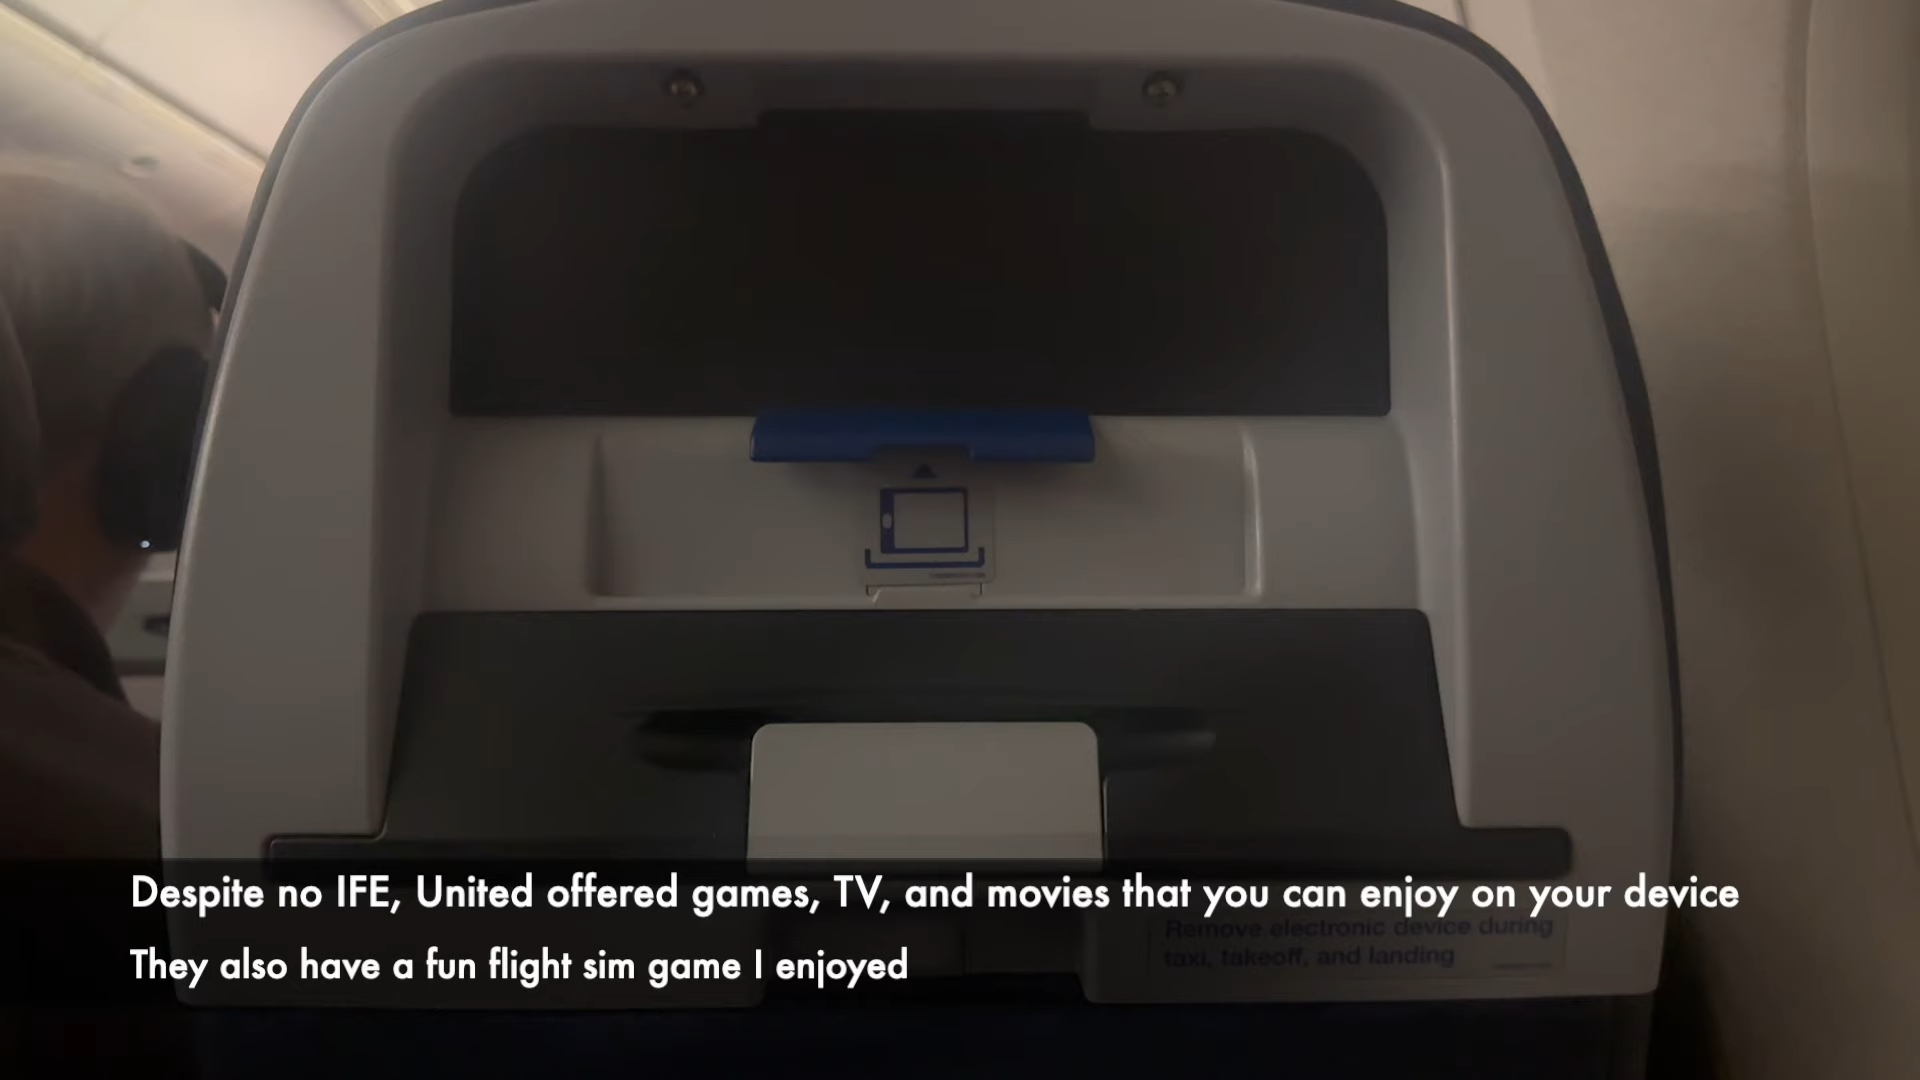 Despite no IFE, United offered games, TV, and movies that you can enjoy on your device
Remove electronic device during
taxi, takeoff, and landing
They also have a fun flight sim game I enjoyed